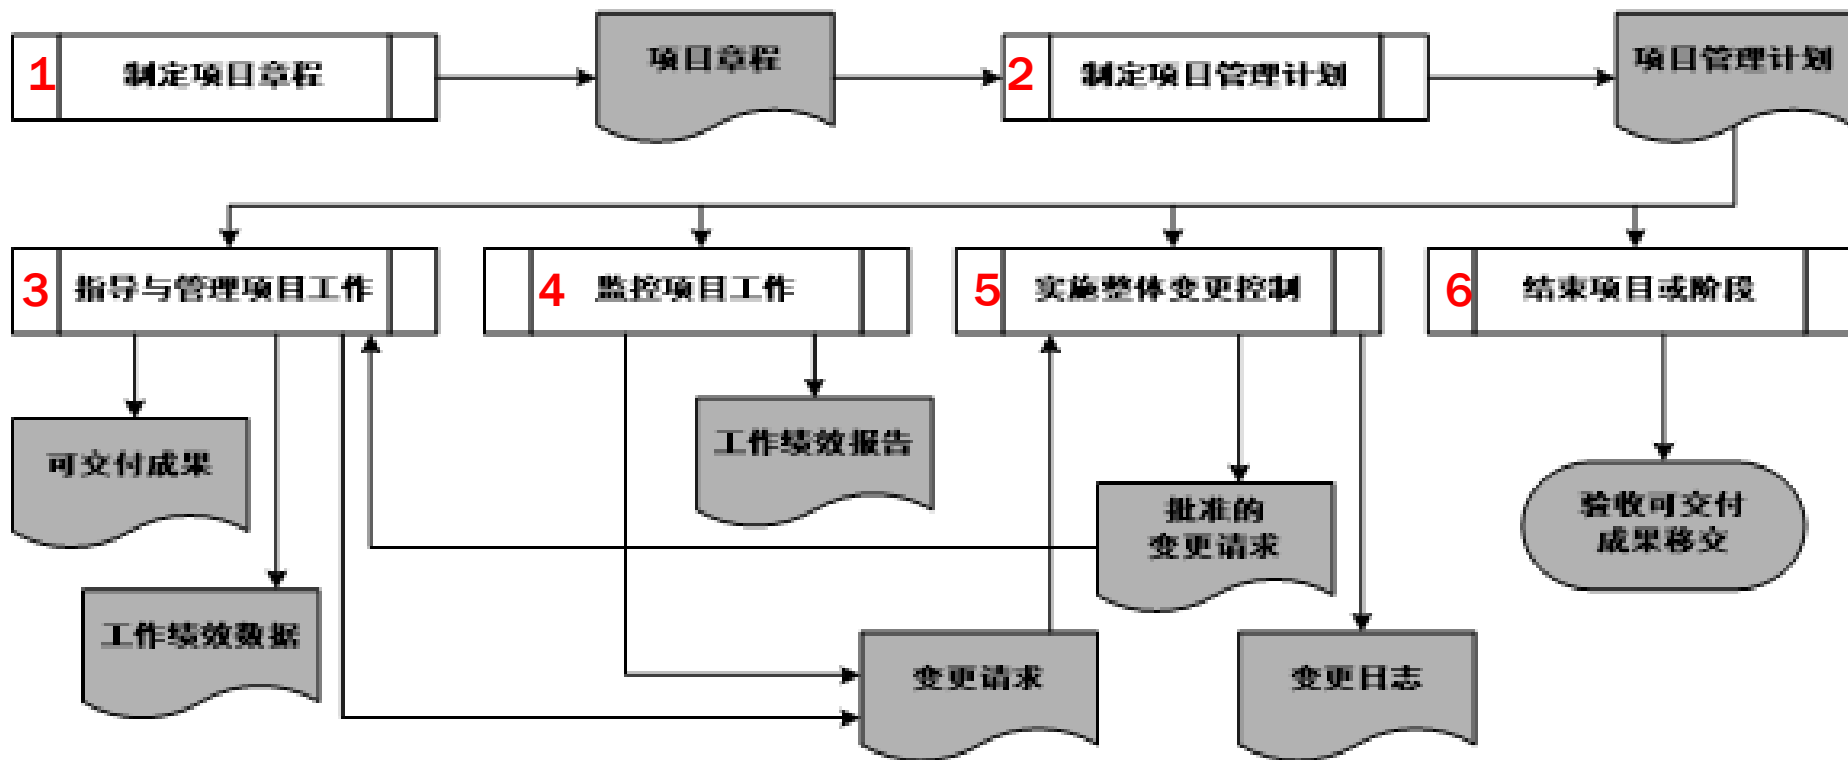 1 制定项目章程
项目章程
2 制定项目管理计划
项目管理计划
3 指导与管理项目工作
4 监控项目工作
5 实施整体变更控制
6 结束项目或阶段
可交付成果
工作绩效报告
批准的
变更请求
验收可交付
成果移交
工作绩效数据
变更请求
变更日志